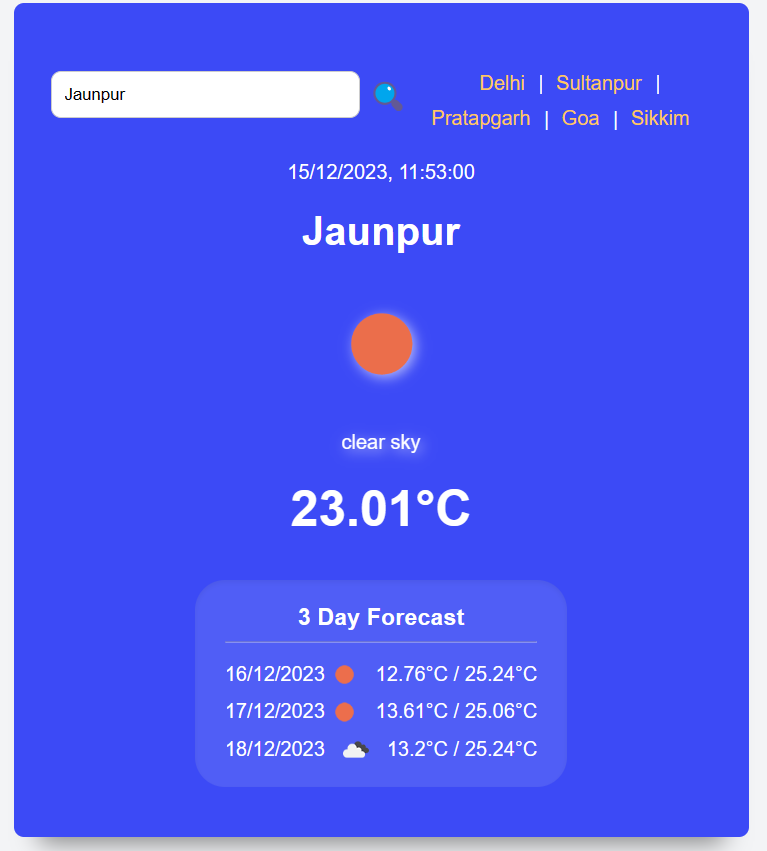 Jaunpur
Delhi | Sultanpur |
Pratapgarh | Goa | Sikkim
15/12/2023, 11:53:00
Jaunpur
clear sky
23.01°C
3 Day Forecast
16/12/2023 12.76°C / 25.24°C
17/12/2023 13.61°C / 25.06°C
18/12/2023 13.2°C / 25.24°C